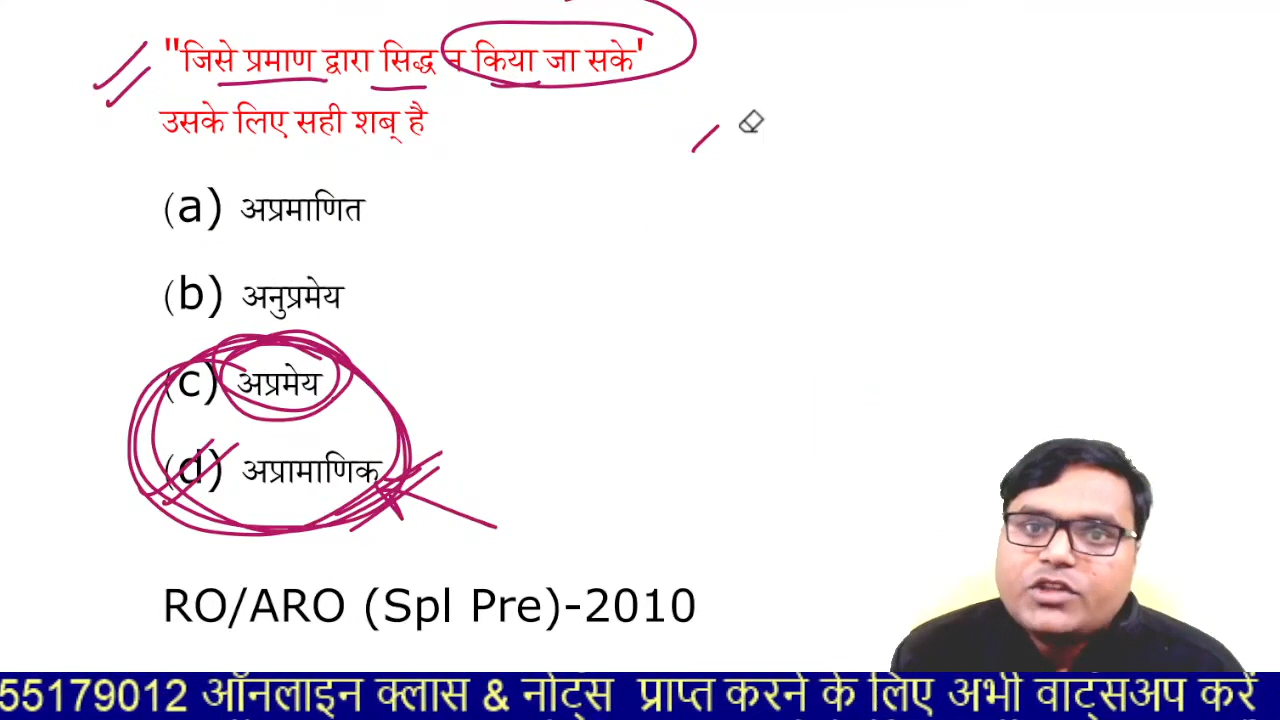 "जिसे प्रमाण द्वारा सिद्ध न किया जा सके'
उसके लिए सही शब् है
(a) अप्रमाणित
(b) अनुप्रमेय
(c) अप्रमेय
(d) अप्रामाणिक
RO/ARO (Spl Pre)-2010
55179012 ऑनलाइन क्लास & नोट्स प्राप्त करने के लिए अभी वाट्सअप करें